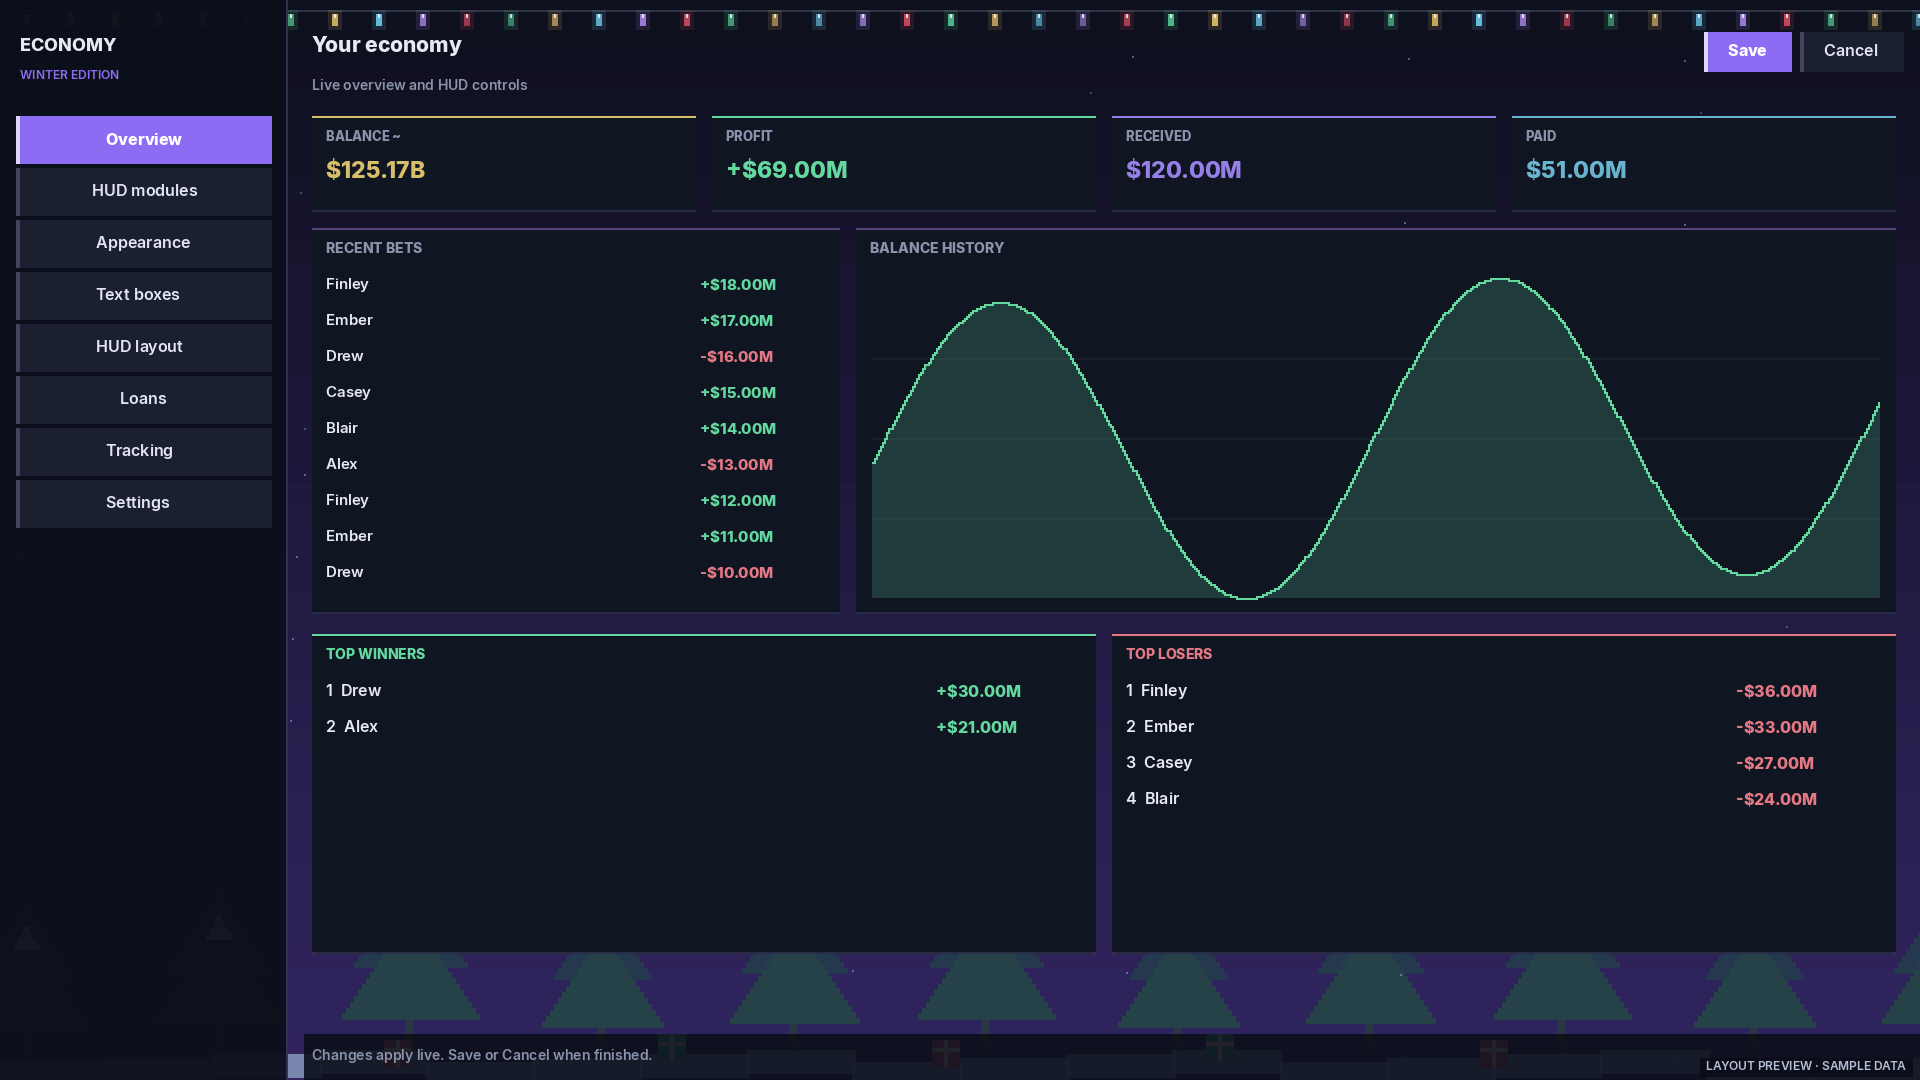 ECONOMY
WINTER EDITION
Overview
HUD modules
Appearance
Text boxes
HUD layout
Loans
Tracking
Settings
Your economy
Live overview and HUD controls
Save
Cancel
BALANCE ~
$125.17B
PROFIT
+$69.00M
RECEIVED
$120.00M
PAID
$51.00M
RECENT BETS
Finley +$18.00M
Ember +$17.00M
Drew -$16.00M
Casey +$15.00M
Blair +$14.00M
Alex -$13.00M
Finley +$12.00M
Ember +$11.00M
Drew -$10.00M
BALANCE HISTORY
TOP WINNERS
1 Drew +$30.00M
2 Alex +$21.00M
TOP LOSERS
1 Finley -$36.00M
2 Ember -$33.00M
3 Casey -$27.00M
4 Blair -$24.00M
Changes apply live. Save or Cancel when finished.
LAYOUT PREVIEW · SAMPLE DATA